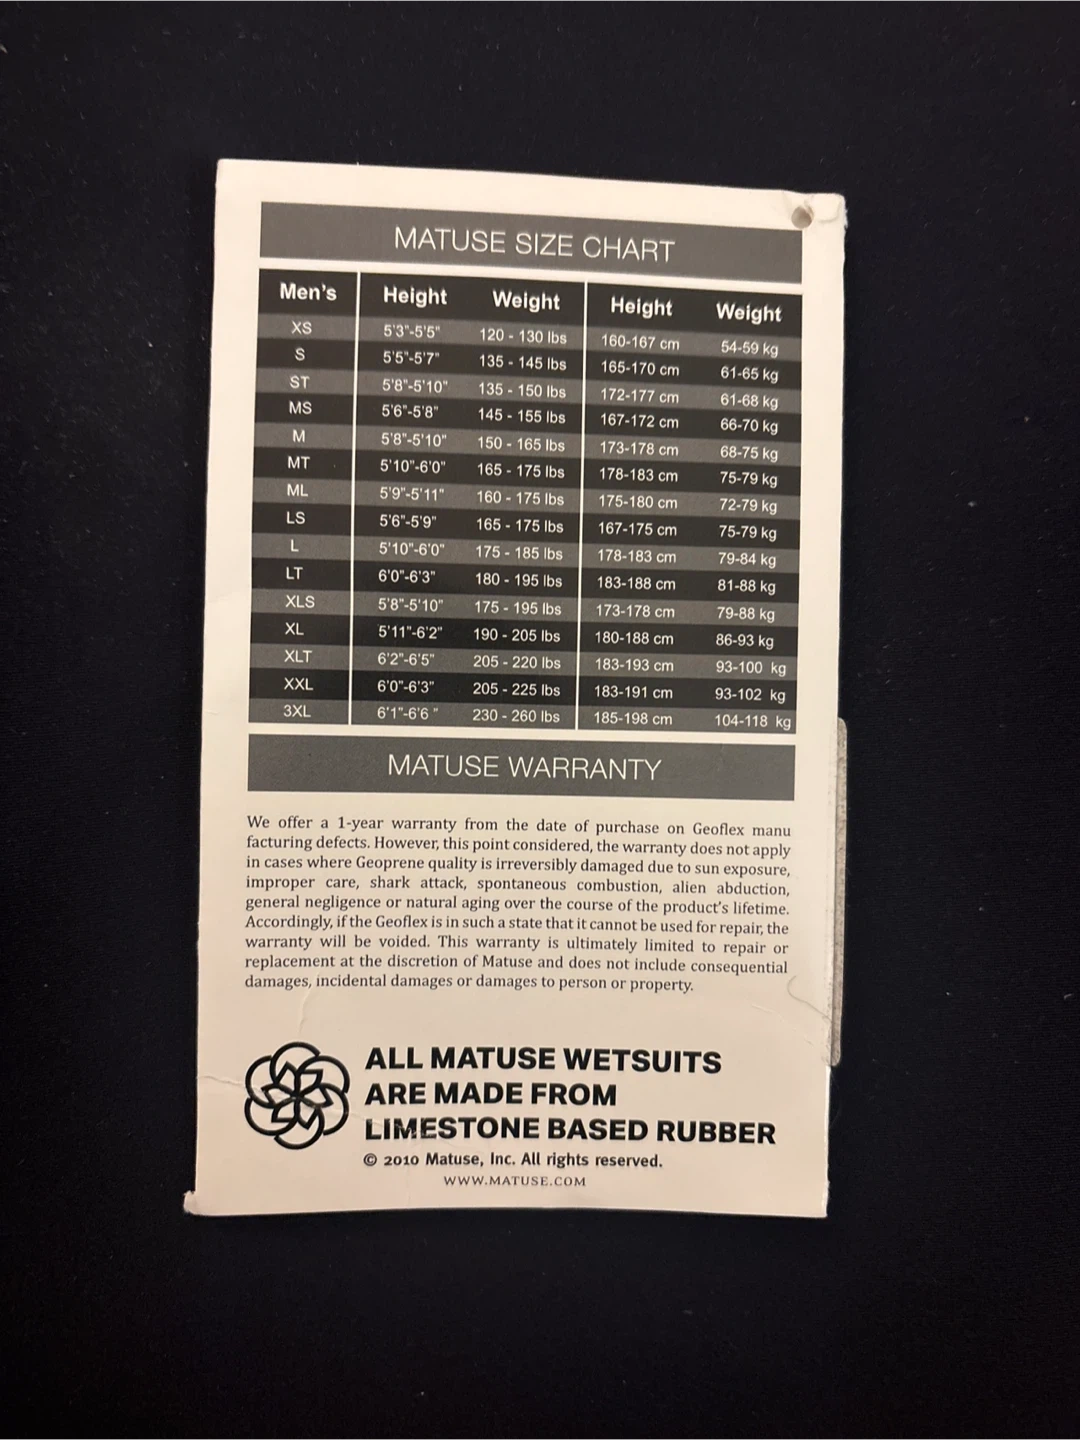 MATUSE SIZE CHART
Men's Height Weight Height Weight
XS 5'3"-5'5" 120 - 130 lbs 160-167 cm 54-59 kg
S 5'5"-5'7" 135 - 145 lbs 165-170 cm 61-65 kg
ST 5'8"-5'10" 135 - 150 lbs 172-177 cm 61-68 kg
MS 5'6"-5'8" 145 - 155 lbs 167-172 cm 66-70 kg
M 5'8"-5'10" 150 - 165 lbs 173-178 cm 68-75 kg
MT 5'10"-6'0" 165 - 175 lbs 178-183 cm 75-79 kg
ML 5'9"-5'11" 160 - 175 lbs 175-180 cm 72-79 kg
LS 5'6"-5'9" 165 - 175 lbs 167-175 cm 75-79 kg
L 5'10"-6'0" 175 - 185 lbs 178-183 cm 79-84 kg
LT 6'0"-6'3" 180 - 195 lbs 183-188 cm 81-88 kg
XLS 5'8"-5'10" 175 - 195 lbs 173-178 cm 79-88 kg
XL 5'11"-6'2" 190 - 205 lbs 180-188 cm 86-93 kg
XLT 6'2"-6'5" 205 - 220 lbs 183-193 cm 93-100 kg
XXL 6'0"-6'3" 205 - 225 lbs 183-191 cm 93-102 kg
3XL 6'1"-6'6 " 230 - 260 lbs 185-198 cm 104-118 kg
MATUSE WARRANTY
We offer a 1-year warranty from the date of purchase on Geoflex manu
facturing defects. However, this point considered, the warranty does not apply
in cases where Geoprene quality is irreversibly damaged due to sun exposure,
improper care, shark attack, spontaneous combustion, alien abduction,
general negligence or natural aging over the course of the product's lifetime.
Accordingly, if the Geoflex is in such a state that it cannot be used for repair, the
warranty will be voided. This warranty is ultimately limited to repair or
replacement at the discretion of Matuse and does not include consequential
damages, incidental damages or damages to person or property.
ALL MATUSE WETSUITS
ARE MADE FROM
LIMESTONE BASED RUBBER
© 2010 Matuse, Inc. All rights reserved.
WWW.MATUSE.COM